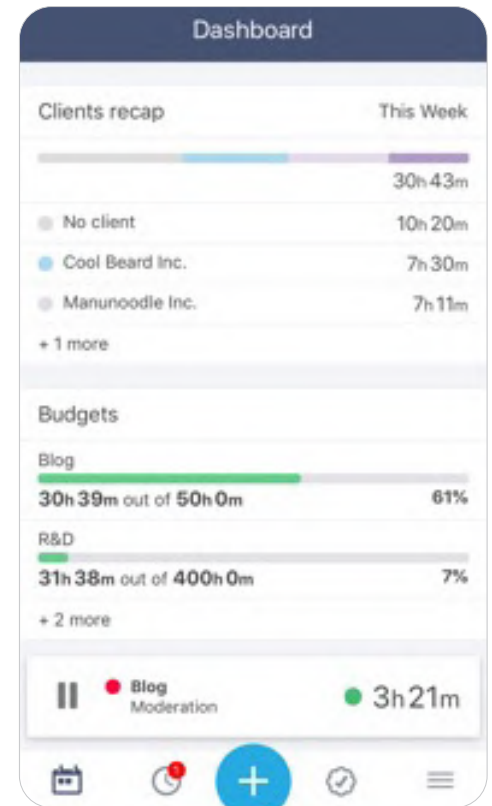 Dashboard
Clients recap This Week
30h 43m
No client 10h 20m
Cool Beard Inc. 7h 30m
Manunoodle Inc. 7h 11m
+ 1 more
Budgets
Blog
30h 39m out of 50h 0m 61%
R&D
31h 38m out of 400h 0m 7%
+ 2 more
Blog
Moderation
3h 21m
1